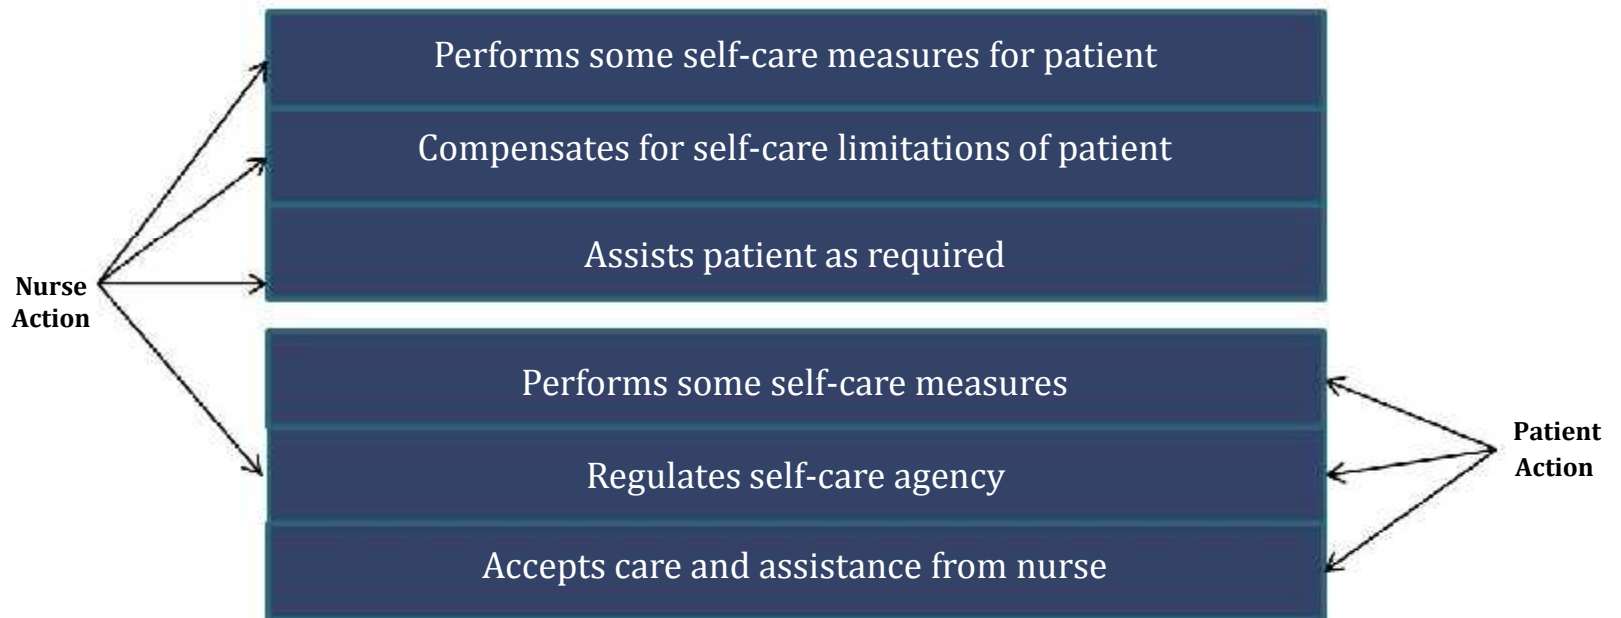 Performs some self-care measures for patient
Compensates for self-care limitations of patient
Assists patient as required
Nurse
Action
Performs some self-care measures
Regulates self-care agency
Accepts care and assistance from nurse
Patient
Action